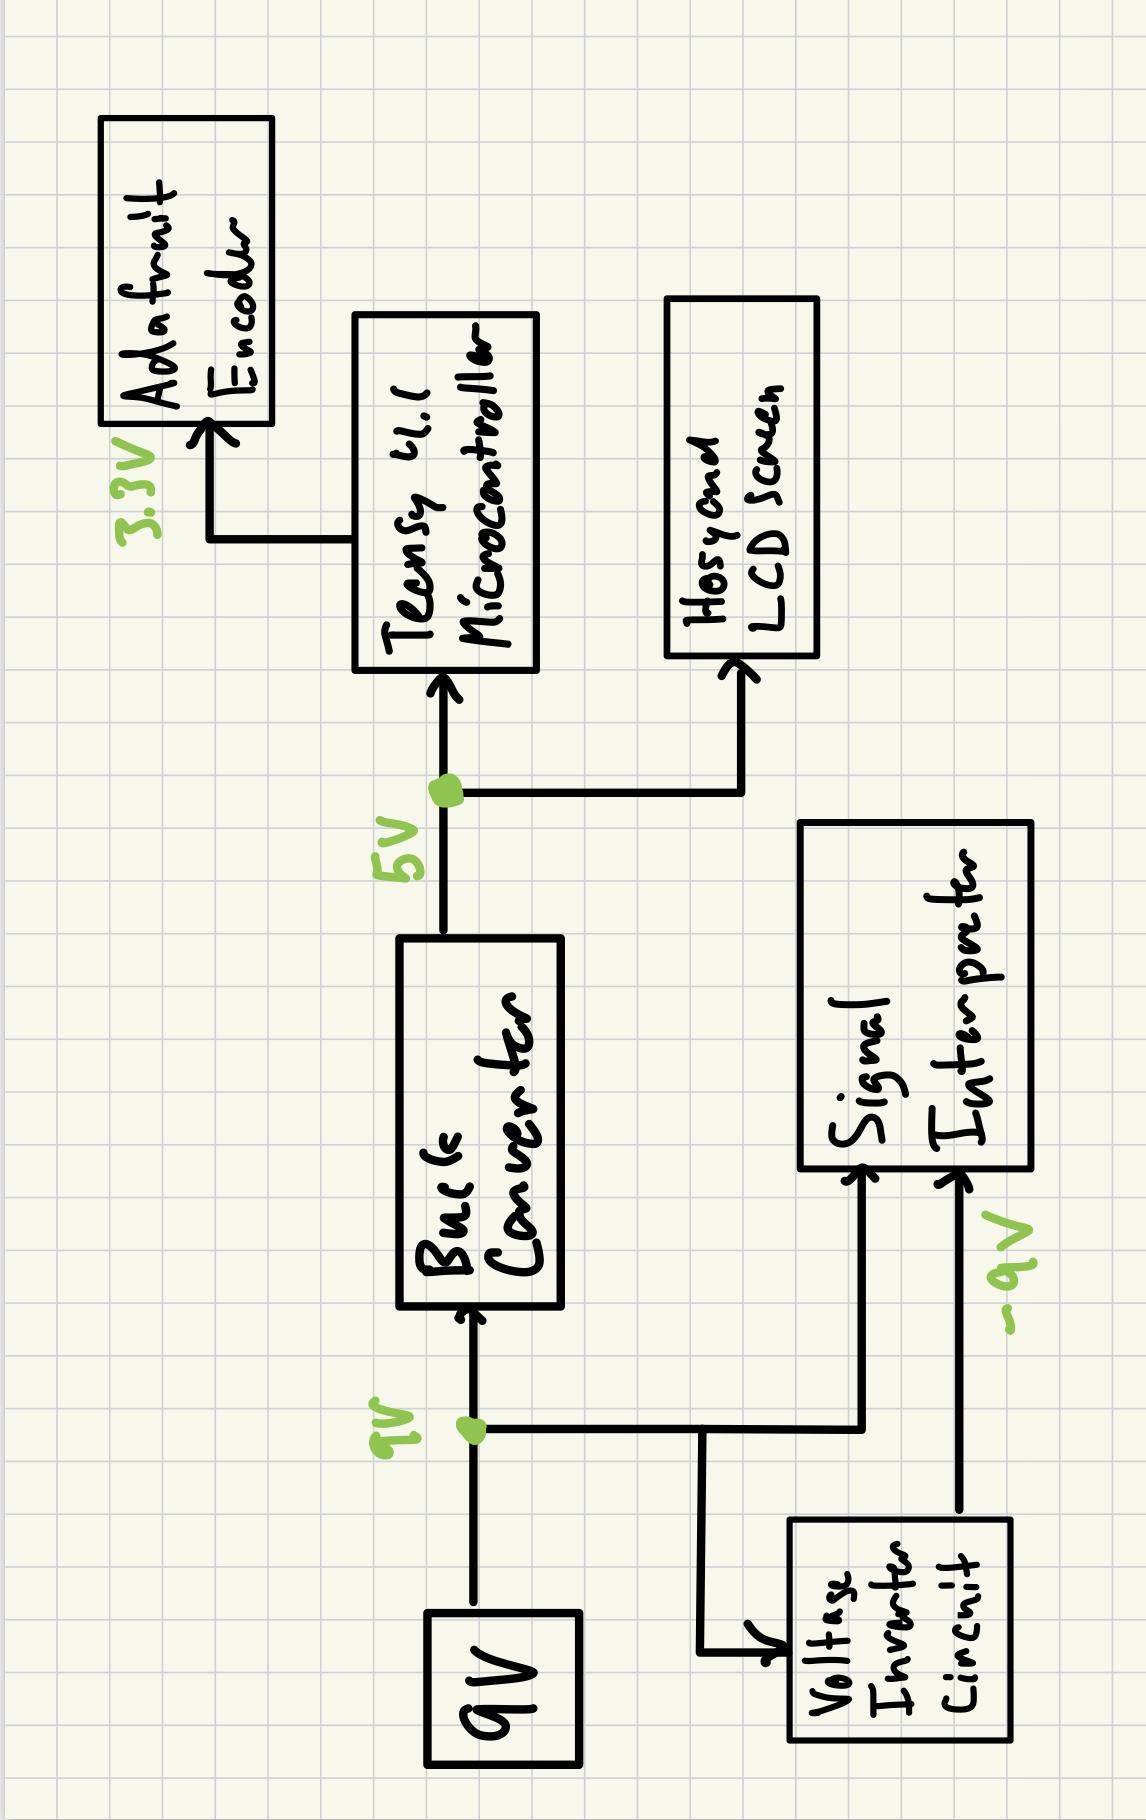 9V
9V
Buck
Converter
5V
Teensy 4.1
Microcontroller
3.3V
Adafruit
Encoder
Hosyond
LCD Screen
Voltage
Inverter
Circuit
-9V
Signal
Interpreter